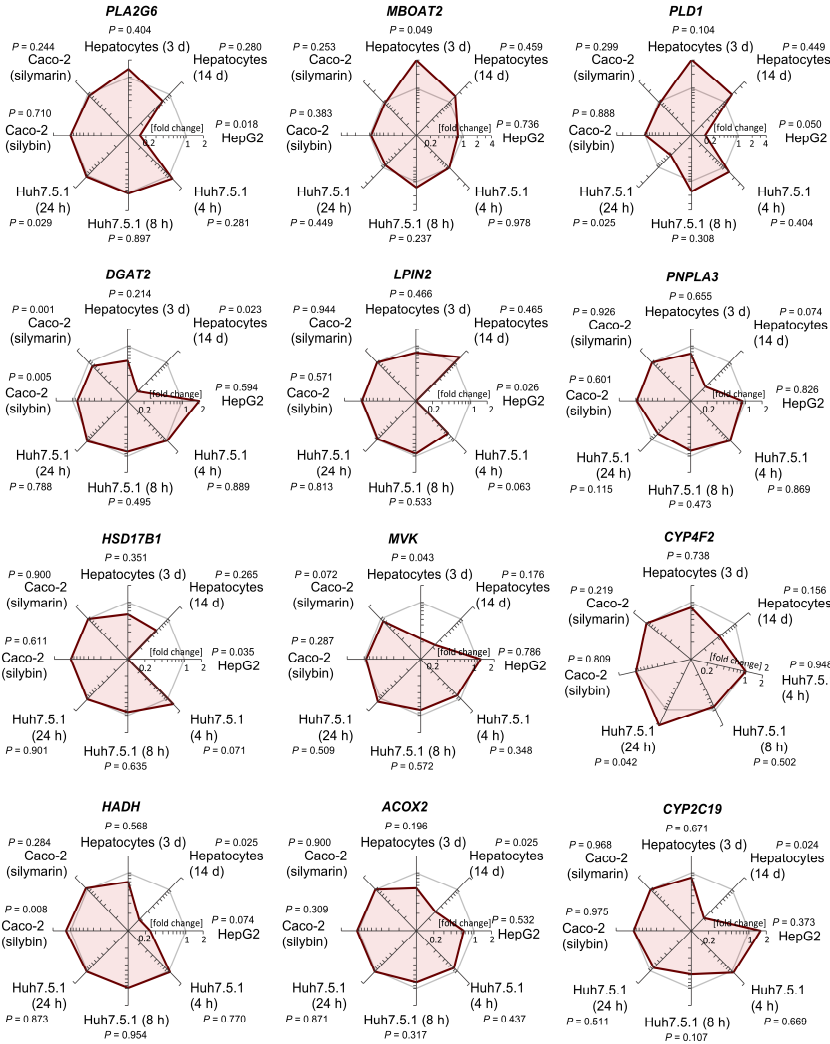 PLA2G6
P = 0.404
Hepatocytes (3 d)
P = 0.244
Caco-2
(silymarin)
P = 0.280
Hepatocytes
(14 d)
P = 0.710
Caco-2
(silybin)
[fold change]
0.2 1 2
P = 0.018
HepG2
Huh7.5.1
(24 h)
P = 0.029
Huh7.5.1 (8 h)
P = 0.897
Huh7.5.1
(4 h)
P = 0.281
MBOAT2
P = 0.049
Hepatocytes (3 d)
P = 0.253
Caco-2
(silymarin)
P = 0.459
Hepatocytes
(14 d)
P = 0.383
Caco-2
(silybin)
[fold change]
0.2 1 2 4
P = 0.736
HepG2
Huh7.5.1
(24 h)
P = 0.449
Huh7.5.1 (8 h)
P = 0.237
Huh7.5.1
(4 h)
P = 0.978
PLD1
P = 0.104
Hepatocytes (3 d)
P = 0.299
Caco-2
(silymarin)
P = 0.449
Hepatocytes
(14 d)
P = 0.888
Caco-2
(silybin)
[fold change]
0.2 1 2 4
P = 0.050
HepG2
Huh7.5.1
(24 h)
P = 0.025
Huh7.5.1 (8 h)
P = 0.308
Huh7.5.1
(4 h)
P = 0.404
DGAT2
P = 0.214
Hepatocytes (3 d)
P = 0.001
Caco-2
(silymarin)
P = 0.023
Hepatocytes
(14 d)
P = 0.005
Caco-2
(silybin)
[fold change]
0.2 1 2
P = 0.594
HepG2
Huh7.5.1
(24 h)
P = 0.788
Huh7.5.1 (8 h)
P = 0.495
Huh7.5.1
(4 h)
P = 0.889
LPIN2
P = 0.466
Hepatocytes (3 d)
P = 0.944
Caco-2
(silymarin)
P = 0.465
Hepatocytes
(14 d)
P = 0.571
Caco-2
(silybin)
[fold change]
0.2 1 2
P = 0.026
HepG2
Huh7.5.1
(24 h)
P = 0.813
Huh7.5.1 (8 h)
P = 0.533
Huh7.5.1
(4 h)
P = 0.063
PNPLA3
P = 0.655
Hepatocytes (3 d)
P = 0.926
Caco-2
(silymarin)
P = 0.074
Hepatocytes
(14 d)
P = 0.601
Caco-2
(silybin)
[fold change]
0.2 1 2
P = 0.826
HepG2
Huh7.5.1
(24 h)
P = 0.115
Huh7.5.1 (8 h)
P = 0.473
Huh7.5.1
(4 h)
P = 0.869
HSD17B1
P = 0.351
Hepatocytes (3 d)
P = 0.900
Caco-2
(silymarin)
P = 0.265
Hepatocytes
(14 d)
P = 0.611
Caco-2
(silybin)
[fold change]
0.2 1 2
P = 0.035
HepG2
Huh7.5.1
(24 h)
P = 0.901
Huh7.5.1 (8 h)
P = 0.635
Huh7.5.1
(4 h)
P = 0.071
MVK
P = 0.043
Hepatocytes (3 d)
P = 0.072
Caco-2
(silymarin)
P = 0.176
Hepatocytes
(14 d)
P = 0.287
Caco-2
(silybin)
[fold change]
0.2 1 2
P = 0.786
HepG2
Huh7.5.1
(24 h)
P = 0.509
Huh7.5.1 (8 h)
P = 0.572
Huh7.5.1
(4 h)
P = 0.348
CYP4F2
P = 0.738
Hepatocytes (3 d)
P = 0.219
Caco-2
(silymarin)
P = 0.156
Hepatocytes
(14 d)
P = 0.809
Caco-2
(silybin)
[fold change]
0.2 1 2
P = 0.948
Huh7.5.
(4 h)
Huh7.5.1
(24 h)
P = 0.042
Huh7.5.1
(8 h)
P = 0.502
HADH
P = 0.568
Hepatocytes (3 d)
P = 0.284
Caco-2
(silymarin)
P = 0.025
Hepatocytes
(14 d)
P = 0.008
Caco-2
(silybin)
[fold change]
0.2 1 2
P = 0.074
HepG2
Huh7.5.1
(24 h)
P = 0.873
Huh7.5.1 (8 h)
P = 0.954
Huh7.5.1
(4 h)
P = 0.770
ACOX2
P = 0.196
Hepatocytes (3 d)
P = 0.900
Caco-2
(silymarin)
P = 0.025
Hepatocytes
(14 d)
P = 0.309
Caco-2
(silybin)
[fold change]
0.2 1 2
P = 0.532
HepG2
Huh7.5.1
(24 h)
P = 0.871
Huh7.5.1 (8 h)
P = 0.317
Huh7.5.1
(4 h)
P = 0.437
CYP2C19
P = 0.671
Hepatocytes (3 d)
P = 0.968
Caco-2
(silymarin)
P = 0.024
Hepatocytes
(14 d)
P = 0.975
Caco-2
(silybin)
[fold change]
0.2 1 2
P = 0.373
HepG2
Huh7.5.1
(24 h)
P = 0.511
Huh7.5.1 (8 h)
P = 0.107
Huh7.5.1
(4 h)
P = 0.669